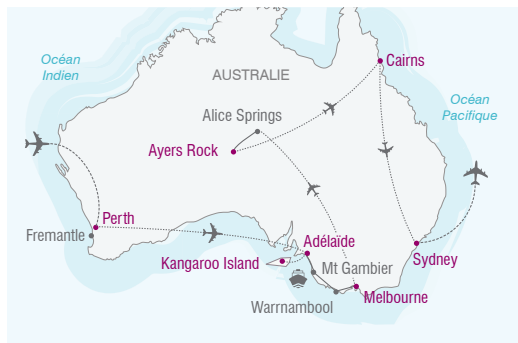 Océan
Indien
AUSTRALIE
Cairns
Océan
Pacifique
Alice Springs
Ayers Rock
Perth
Fremantle
Adélaïde
Kangaroo Island
Mt Gambier
Sydney
Warrnambool
Melbourne